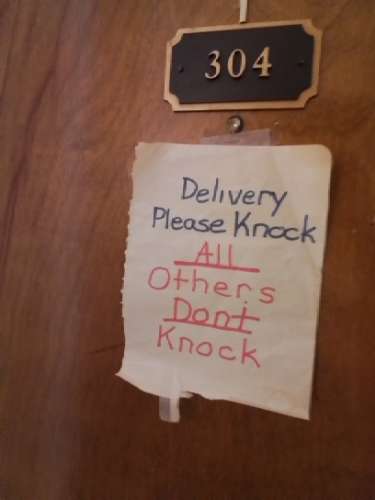 304
Delivery
Please Knock
All
Others
Dont
Knock